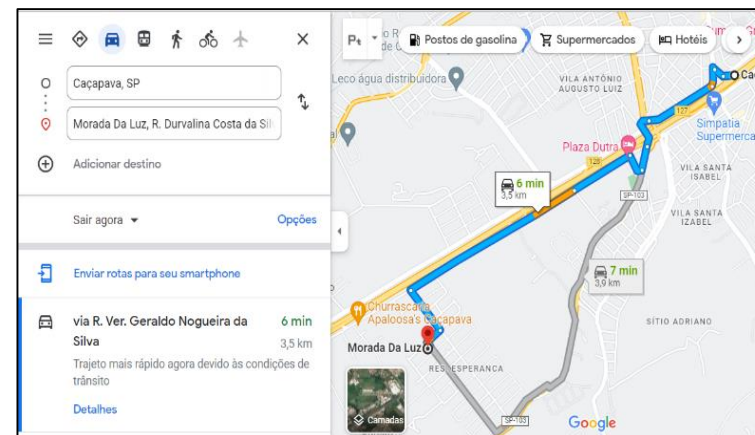 Caçapava, SP
Morada Da Luz, R. Durvalina Costa da Sil
Adicionar destino
Sair agora
Opções
Enviar rotas para seu smartphone
via R. Ver. Geraldo Nogueira da
Silva
6 min
3,5 km
Trajeto mais rápido agora devido às condições de
trânsito
Detalhes
Postos de gasolina
Supermercados
Hotéis
Leco água distribuidora
VILA ANTÔNIO
AUGUSTO LUIZ
Caç
127
Simpatia
Supermerca
Plaza Dutra
128
VILA SANTA
ISABEL
6 min
3,5 km
SP-103
VILA SANTA
IZABEL
7 min
3,9 km
Churrascaria
Apaloosa's Caçapava
SÍTIO ADRIANO
Morada Da Luz
RES. ESPERANCA
Camadas
Google
SP-103